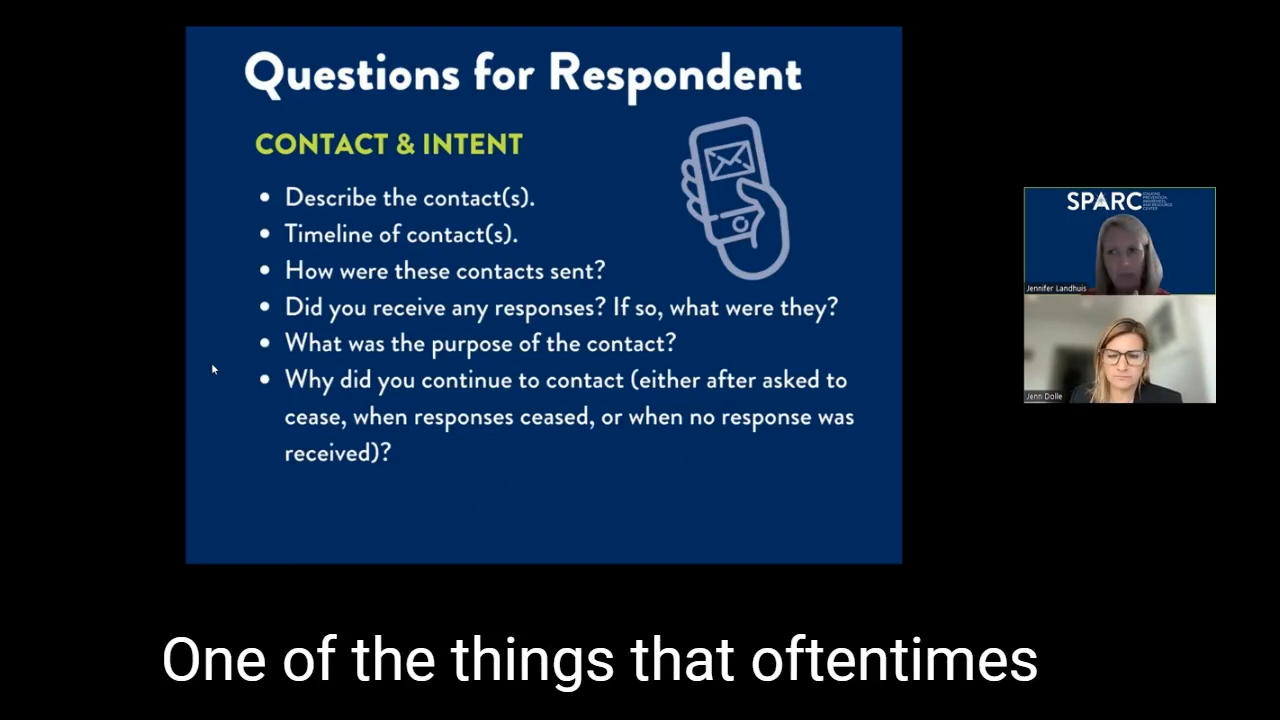 Questions for Respondent
CONTACT & INTENT
• Describe the contact(s).
• Timeline of contact(s).
• How were these contacts sent?
• Did you receive any responses? If so, what were they?
• What was the purpose of the contact?
• Why did you continue to contact (either after asked to
cease, when responses ceased, or when no response was
received)?
SPARC
Jennifer Landhuis
Jenn Dolle
One of the things that oftentimes